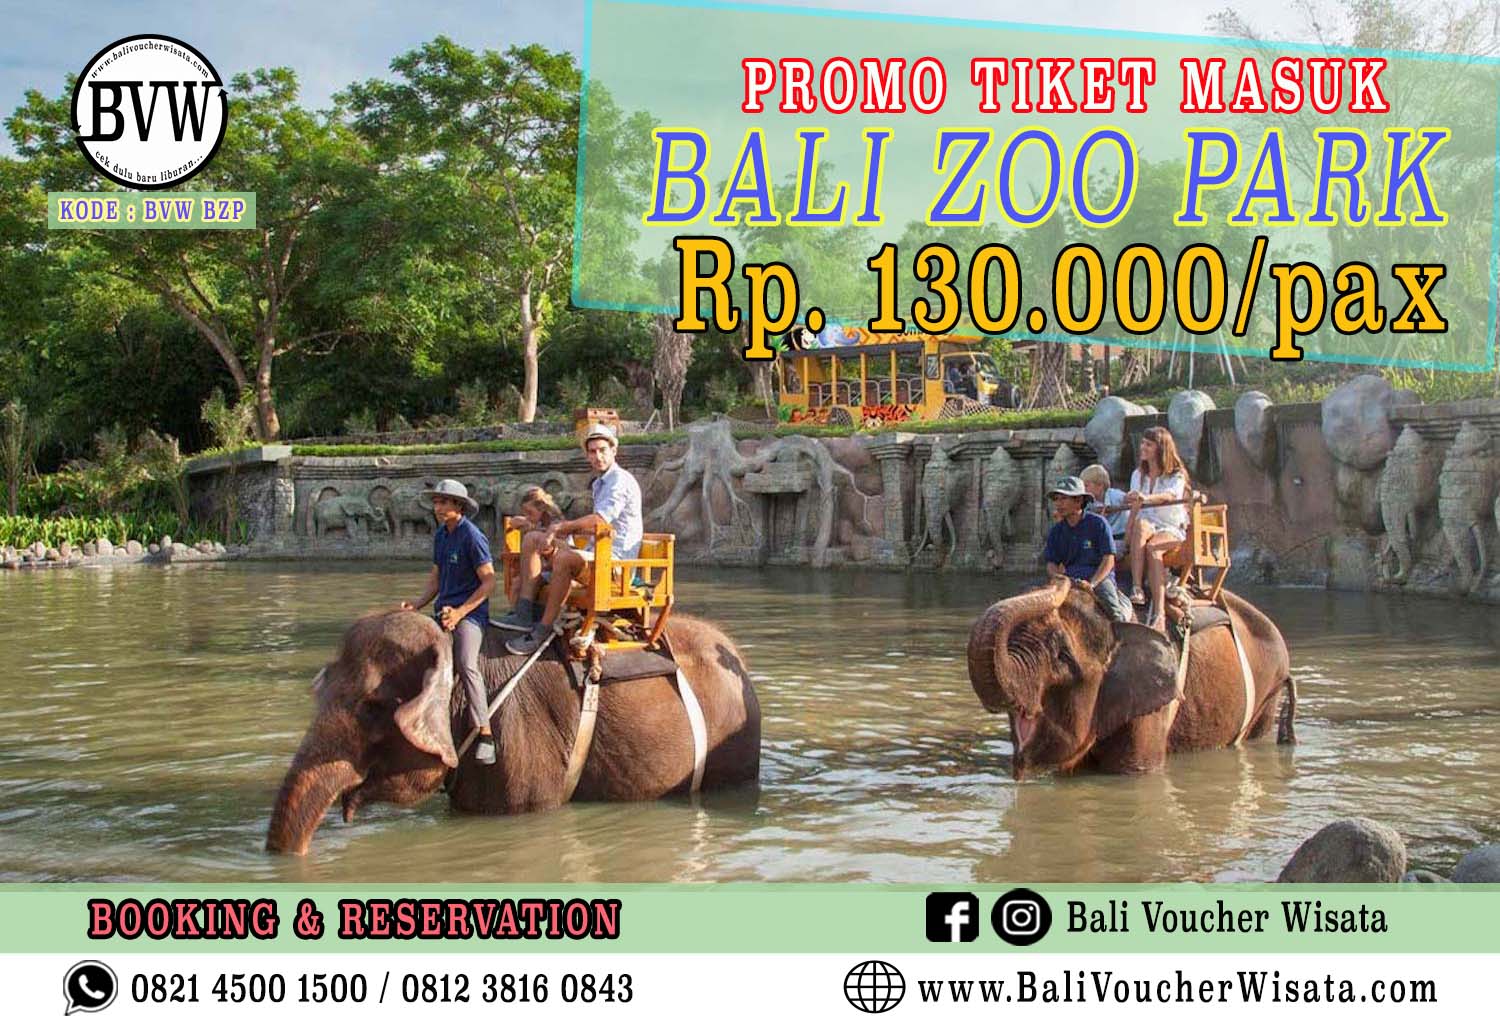 www.balivoucherwisata.com
BVW
cek dulu baru liburan...
KODE : BVW BZP
PROMO TIKET MASUK
BALI ZOO PARK
Rp. 130.000/pax
BOOKING & RESERVATION
Bali Voucher Wisata
0821 4500 1500 / 0812 3816 0843
www.BaliVoucherWisata.com